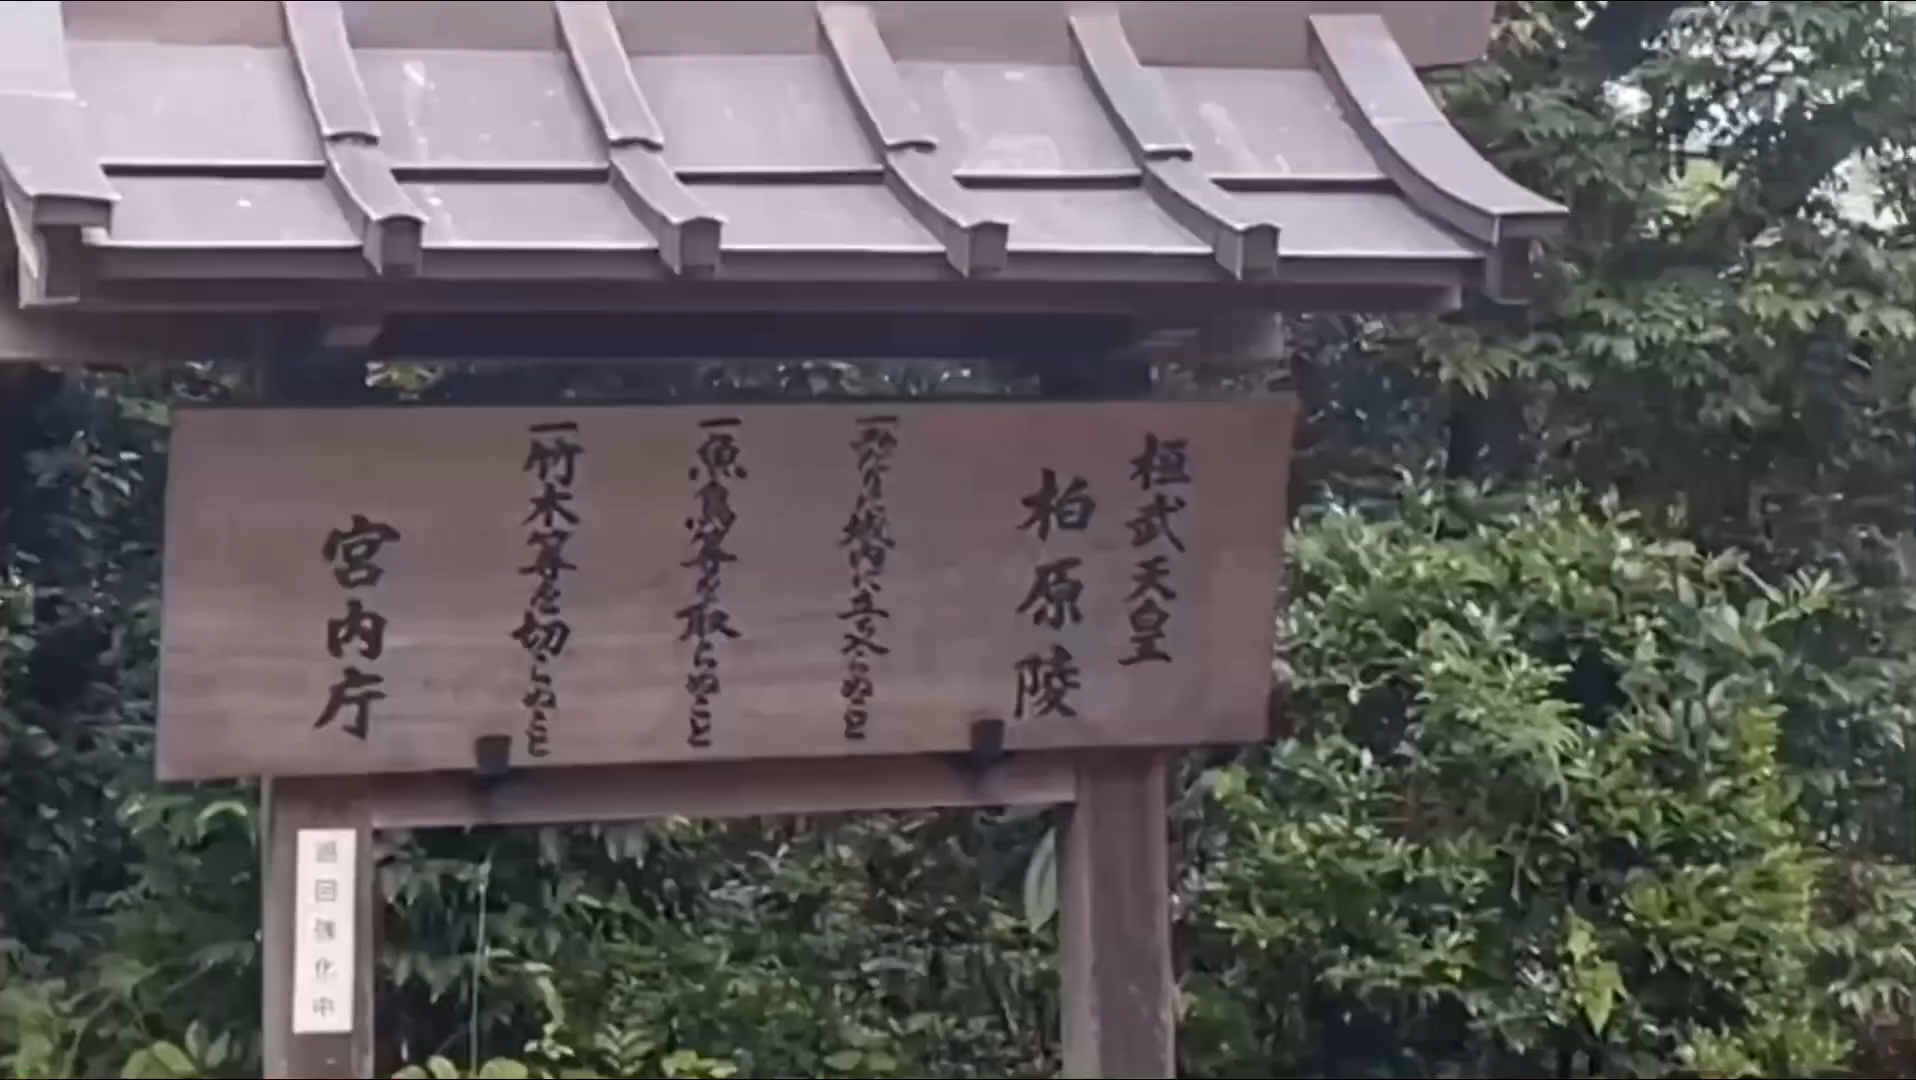 桓武天皇
柏原陵
一みだりに域内に立ち入らぬこと
一魚鳥等を取らぬこと
一竹木等を切らぬこと
宮内庁
巡回強化中